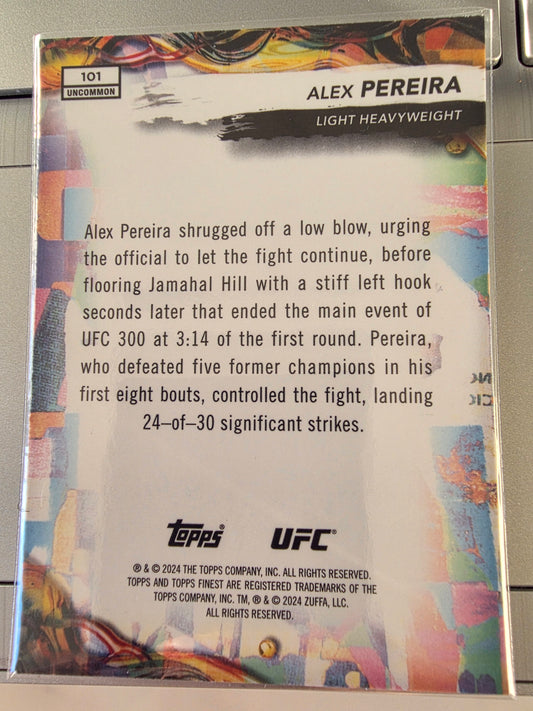 101
UNCOMMON
ALEX PEREIRA
LIGHT HEAVYWEIGHT
Alex Pereira shrugged off a low blow, urging
the official to let the fight continue, before
flooring Jamahal Hill with a stiff left hook
seconds later that ended the main event of
UFC 300 at 3:14 of the first round. Pereira,
who defeated five former champions in his
first eight bouts, controlled the fight, landing
24–of–30 significant strikes.
Topps® UFC®
® & © 2024 THE TOPPS COMPANY, INC. ALL RIGHTS RESERVED.
TOPPS AND TOPPS FINEST ARE REGISTERED TRADEMARKS OF THE
TOPPS COMPANY, INC. TM, ® & © 2024 ZUFFA, LLC.
ALL RIGHTS RESERVED.